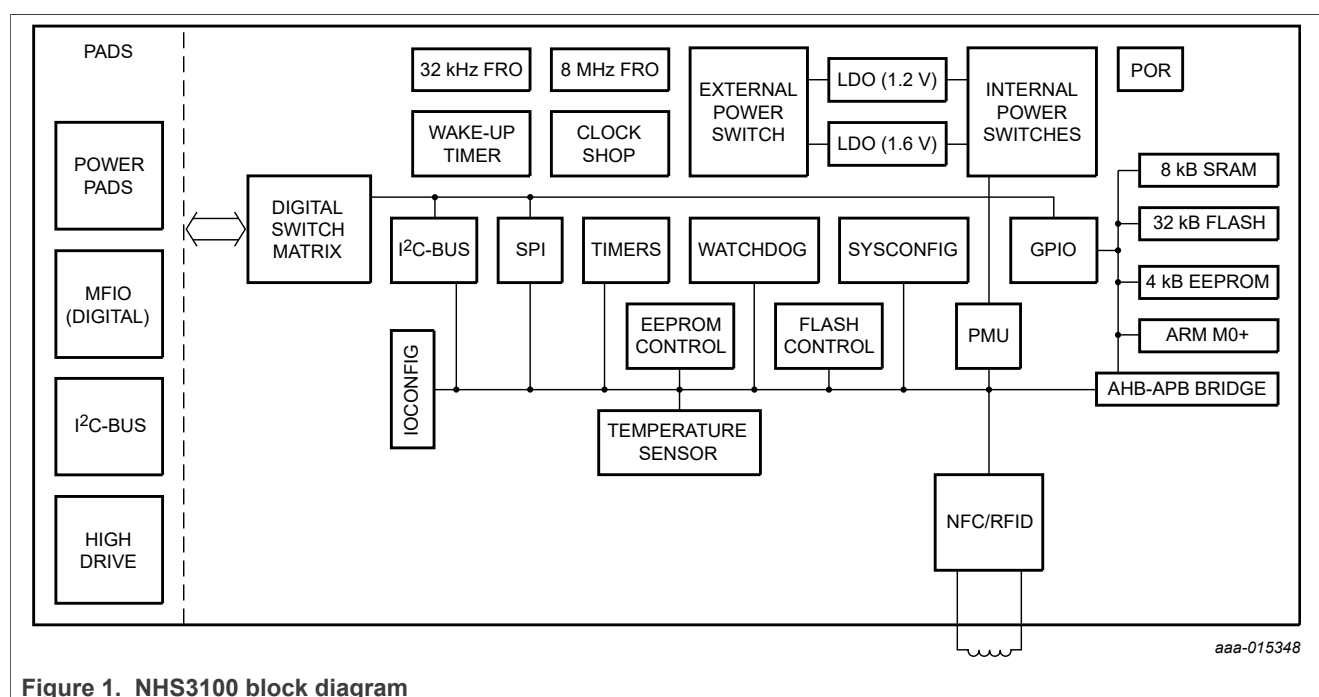 PADS
POWER
PADS
MFIO
(DIGITAL)
I2C-BUS
HIGH
DRIVE
32 kHz FRO
8 MHz FRO
WAKE-UP
TIMER
CLOCK
SHOP
EXTERNAL
POWER
SWITCH
LDO (1.2 V)
LDO (1.6 V)
INTERNAL
POWER
SWITCHES
POR
DIGITAL
SWITCH
MATRIX
I2C-BUS
SPI
TIMERS
WATCHDOG
SYSCONFIG
GPIO
8 kB SRAM
32 kB FLASH
4 kB EEPROM
ARM M0+
AHB-APB BRIDGE
IOCONFIG
EEPROM
CONTROL
FLASH
CONTROL
PMU
TEMPERATURE
SENSOR
NFC/RFID
aaa-015348
Figure 1. NHS3100 block diagram